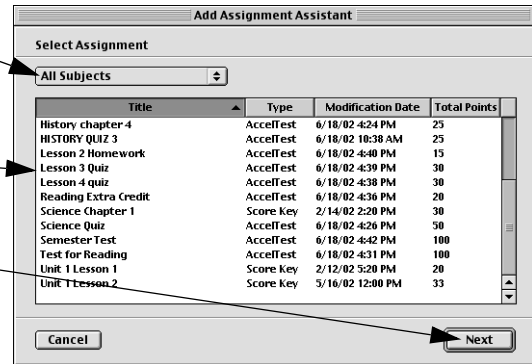 Add Assignment Assistant
Select Assignment
All Subjects
Title Type Modification Date Total Points
History chapter 4 AccelTest 6/18/02 4:24 PM 25
HISTORY QUIZ 3 AccelTest 6/18/02 10:38 AM 25
Lesson 2 Homework AccelTest 6/18/02 4:40 PM 15
Lesson 3 Quiz AccelTest 6/18/02 4:39 PM 30
Lesson 4 quiz AccelTest 6/18/02 4:38 PM 30
Reading Extra Credit AccelTest 6/18/02 4:36 PM 20
Science Chapter 1 Score Key 2/14/02 2:20 PM 30
Science Quiz AccelTest 6/18/02 4:26 PM 50
Semester Test AccelTest 6/18/02 4:42 PM 100
Test for Reading AccelTest 6/18/02 4:31 PM 100
Unit 1 Lesson 1 Score Key 2/12/02 5:20 PM 20
Unit 1 Lesson 2 Score Key 5/16/02 12:00 PM 33
Cancel Next